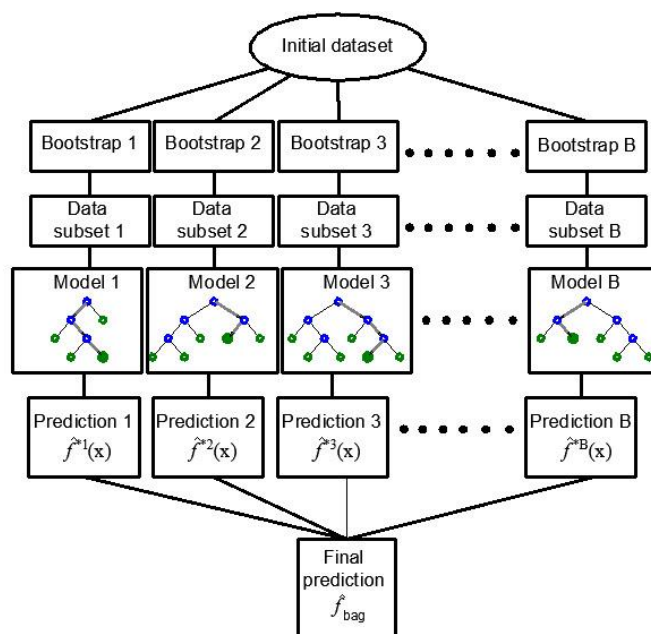 Initial dataset
Bootstrap 1
Bootstrap 2
Bootstrap 3
Bootstrap B
Data
subset 1
Data
subset 2
Data
subset 3
Data
subset B
Model 1
Model 2
Model 3
Model B
Prediction 1
f̂*1(x)
Prediction 2
f̂*2(x)
Prediction 3
f̂*3(x)
Prediction B
f̂*B(x)
Final
prediction
f̂bag